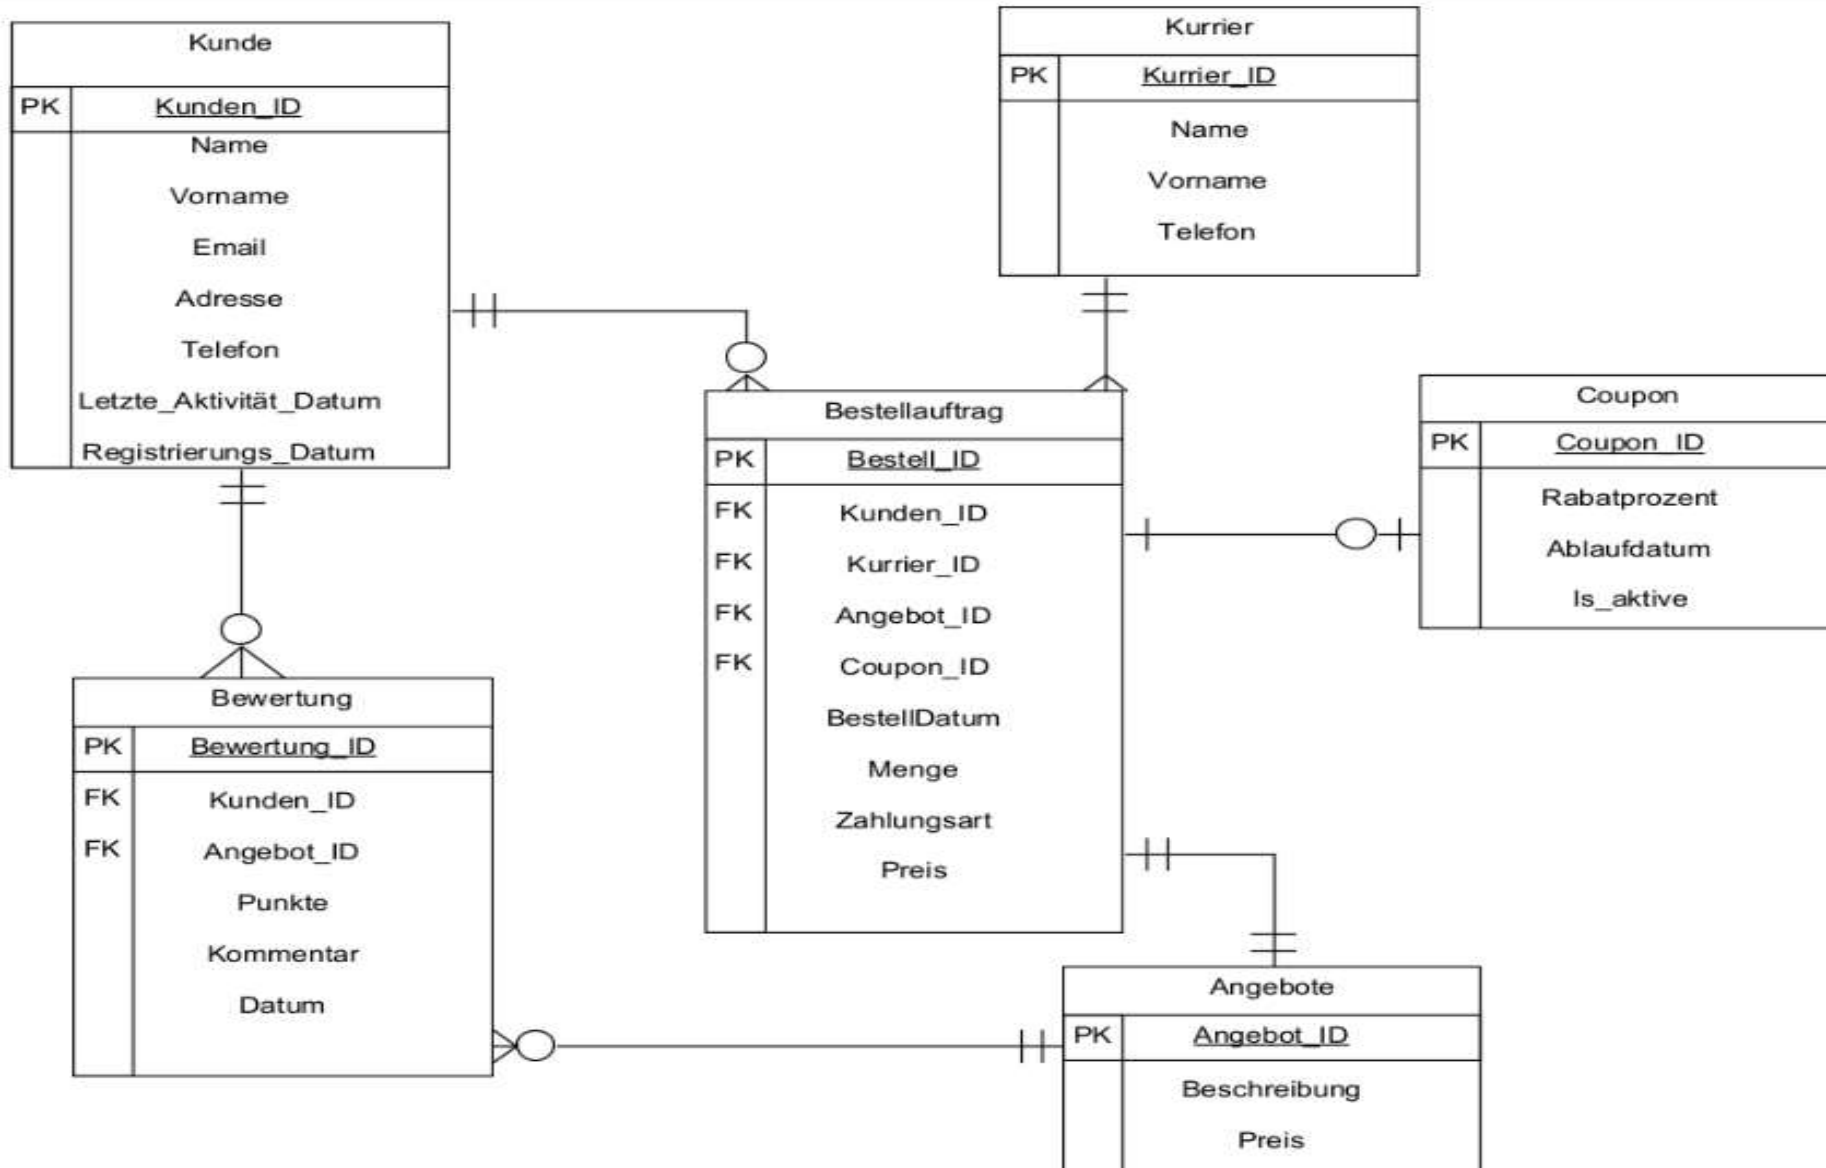 Kunde
PK Kunden_ID
Name
Vorname
Email
Adresse
Telefon
Letzte_Aktivität_Datum
Registrierungs_Datum
Kurrier
PK Kurrier_ID
Name
Vorname
Telefon
Bestellauftrag
PK Bestell_ID
FK Kunden_ID
FK Kurrier_ID
FK Angebot_ID
FK Coupon_ID
BestellDatum
Menge
Zahlungsart
Preis
Coupon
PK Coupon_ID
Rabatprozent
Ablaufdatum
Is_aktive
Bewertung
PK Bewertung_ID
FK Kunden_ID
FK Angebot_ID
Punkte
Kommentar
Datum
Angebote
PK Angebot_ID
Beschreibung
Preis